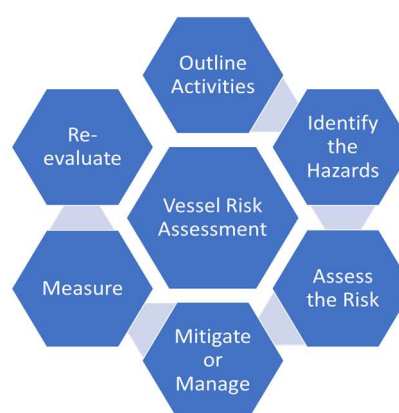 Outline
Activities
Identify
the
Hazards
Assess
the Risk
Mitigate
or
Manage
Measure
Re-
evaluate
Vessel Risk
Assessment